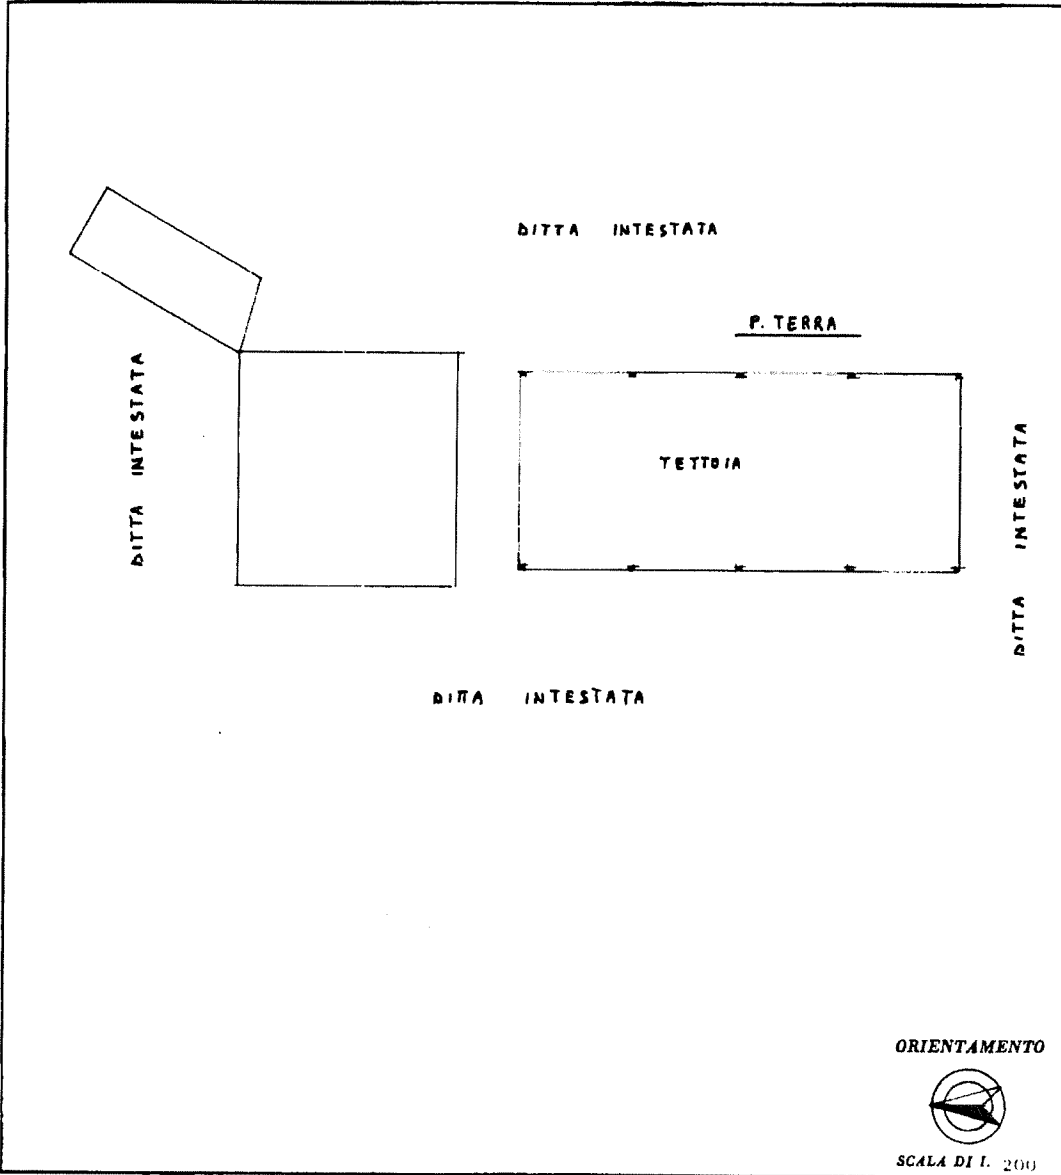 DITTA INTESTATA
P. TERRA
DITTA INTESTATA
TETTOIA
DITTA INTESTATA
DITTA INTESTATA
ORIENTAMENTO
SCALA DI 1. 200